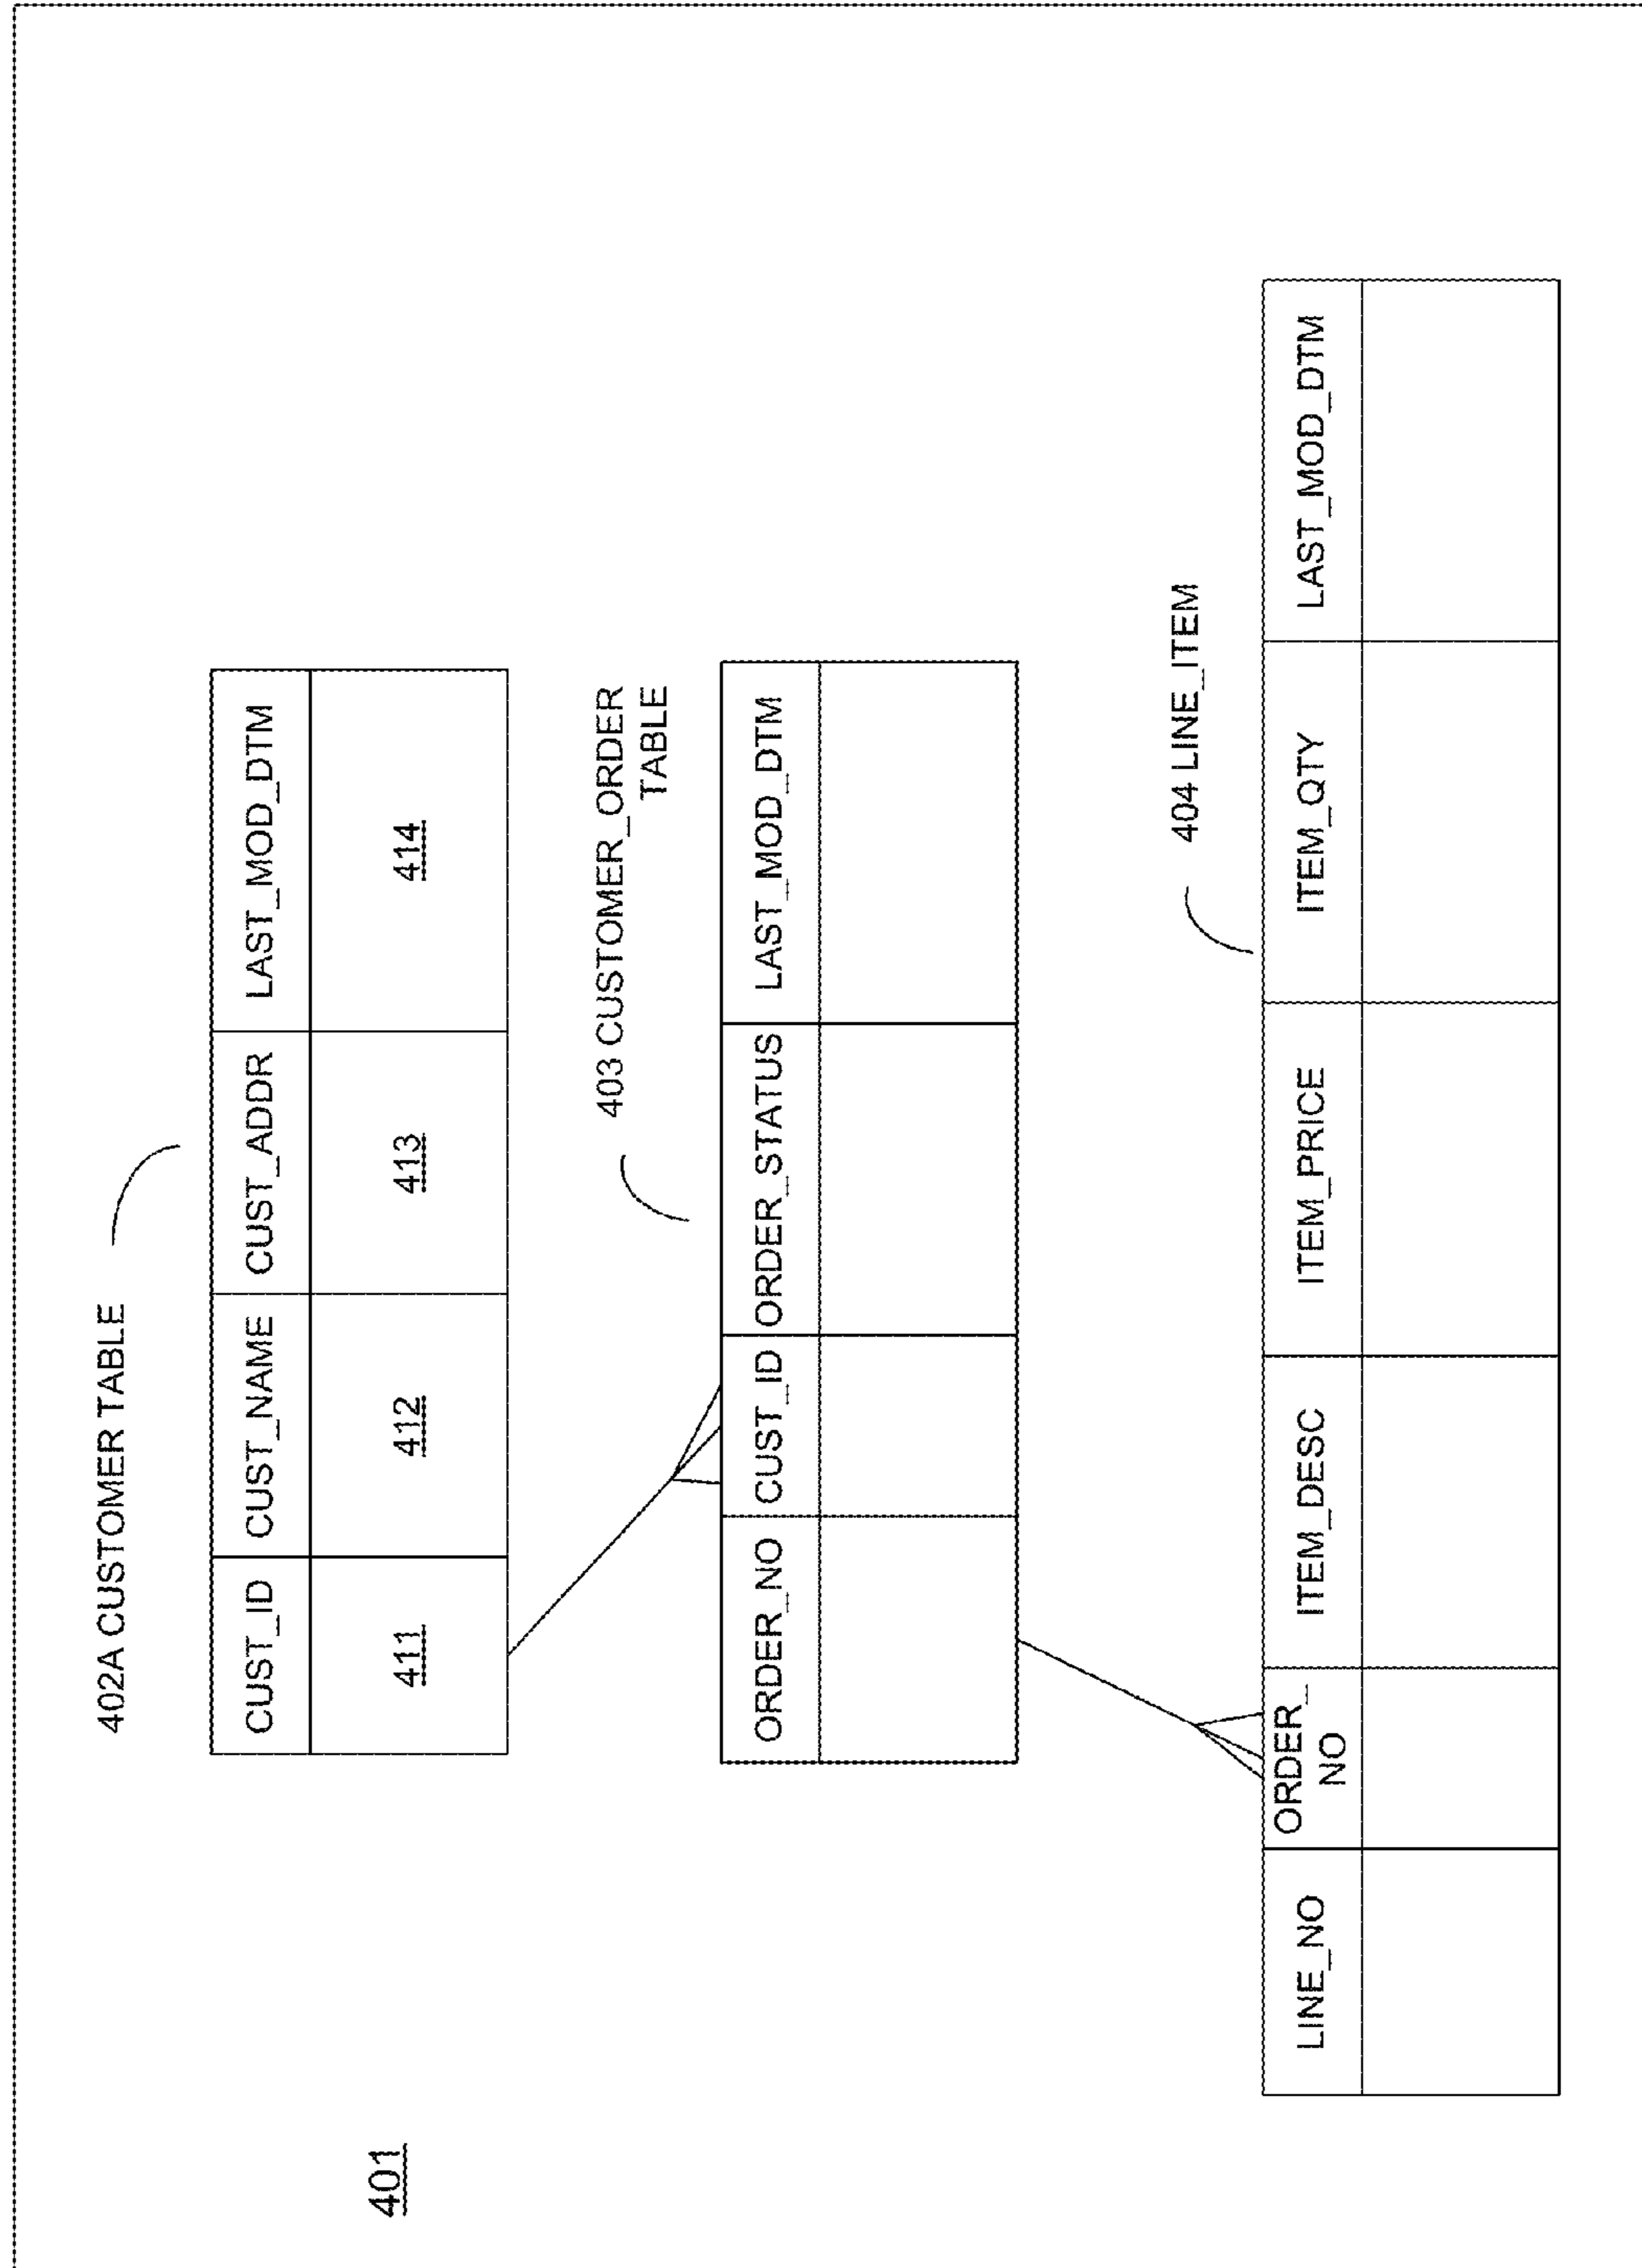 401
402A CUSTOMER TABLE
CUST_ID CUST_NAME CUST_ADDR LAST_MOD_DTM
411 412 413 414
403 CUSTOMER_ORDER
TABLE
ORDER_NO CUST_ID ORDER_STATUS LAST_MOD_DTM
404 LINE_ITEM
LINE_NO ORDER_
NO ITEM_DESC ITEM_PRICE ITEM_QTY LAST_MOD_DTM